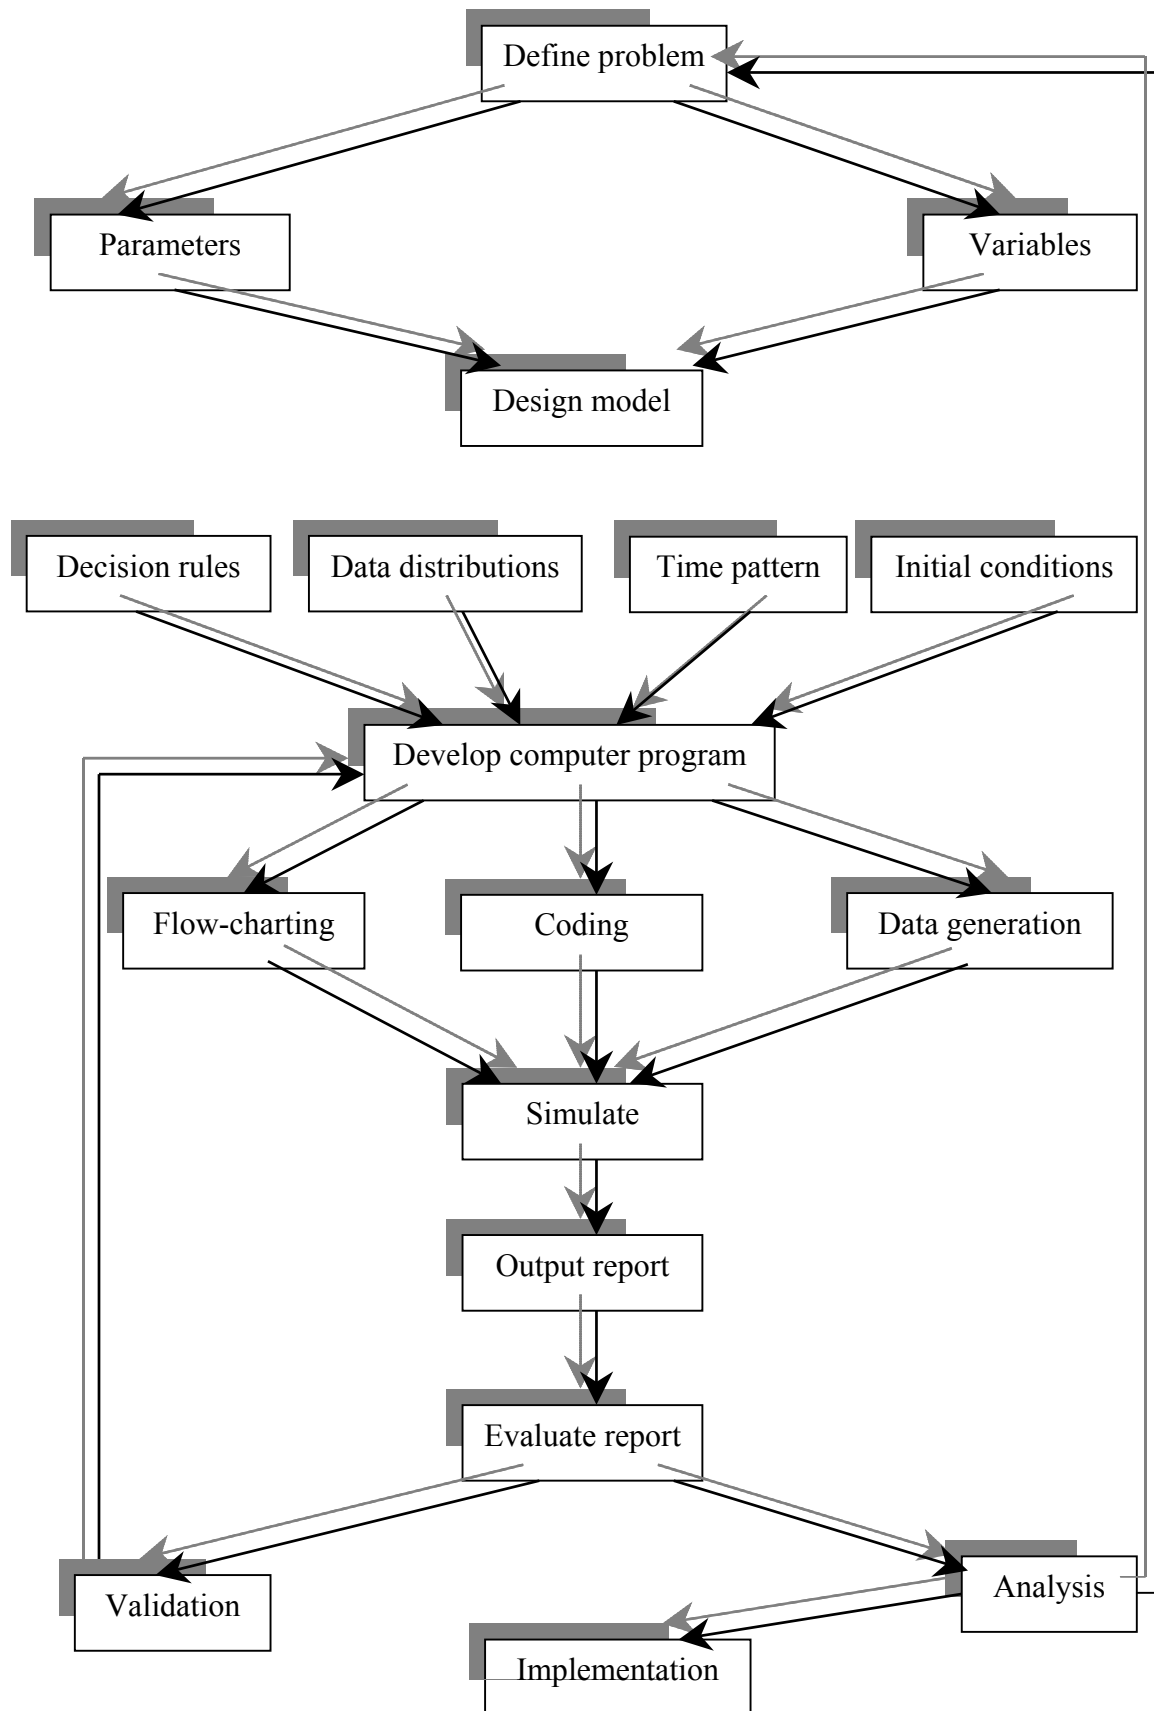 Define problem
Parameters
Variables
Design model
Decision rules
Data distributions
Time pattern
Initial conditions
Develop computer program
Flow-charting
Coding
Data generation
Simulate
Output report
Evaluate report
Validation
Analysis
Implementation